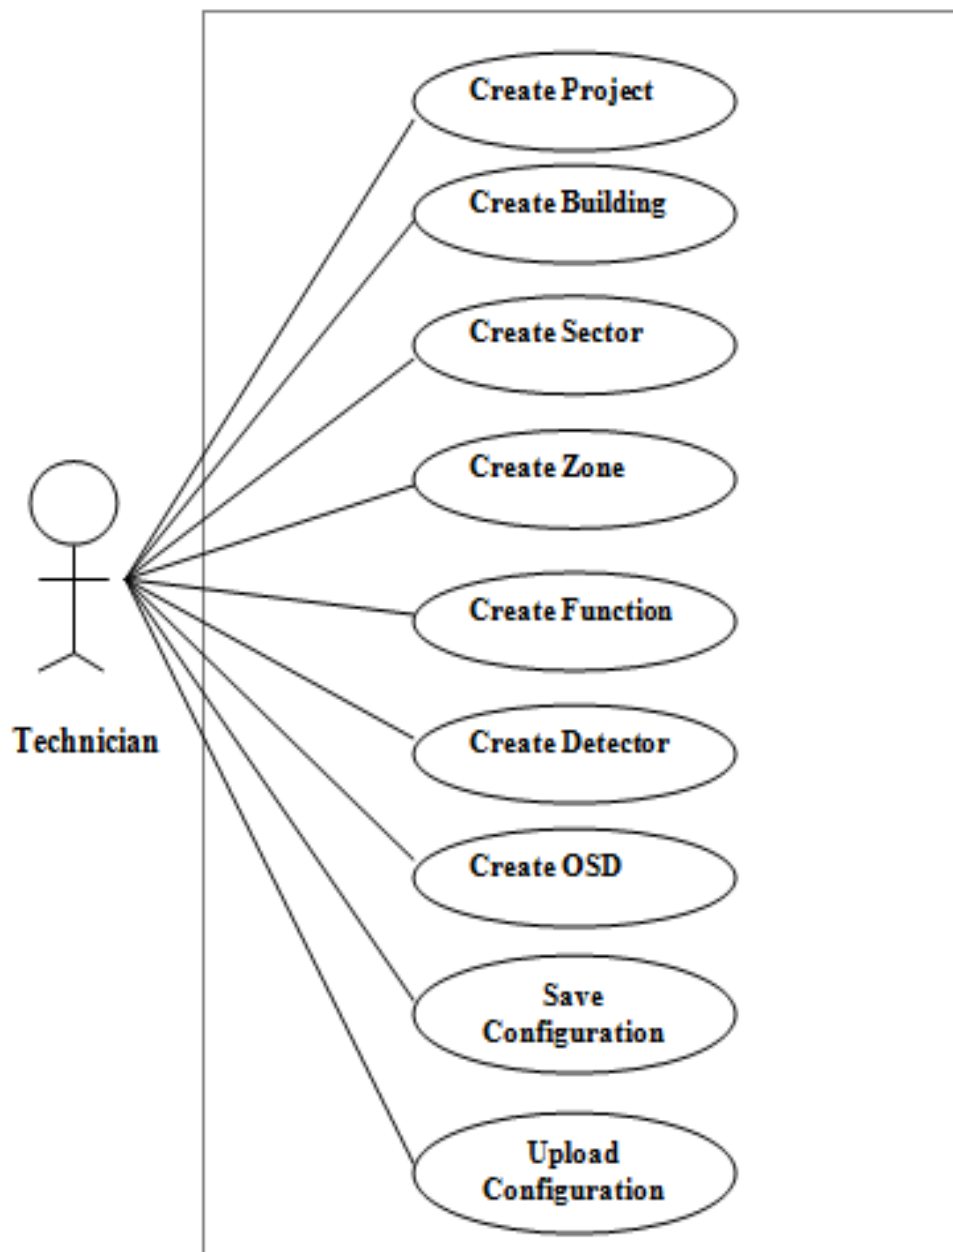 Create Project
Create Building
Create Sector
Create Zone
Create Function
Create Detector
Technician
Create OSD
Save
Configuration
Upload
Configuration